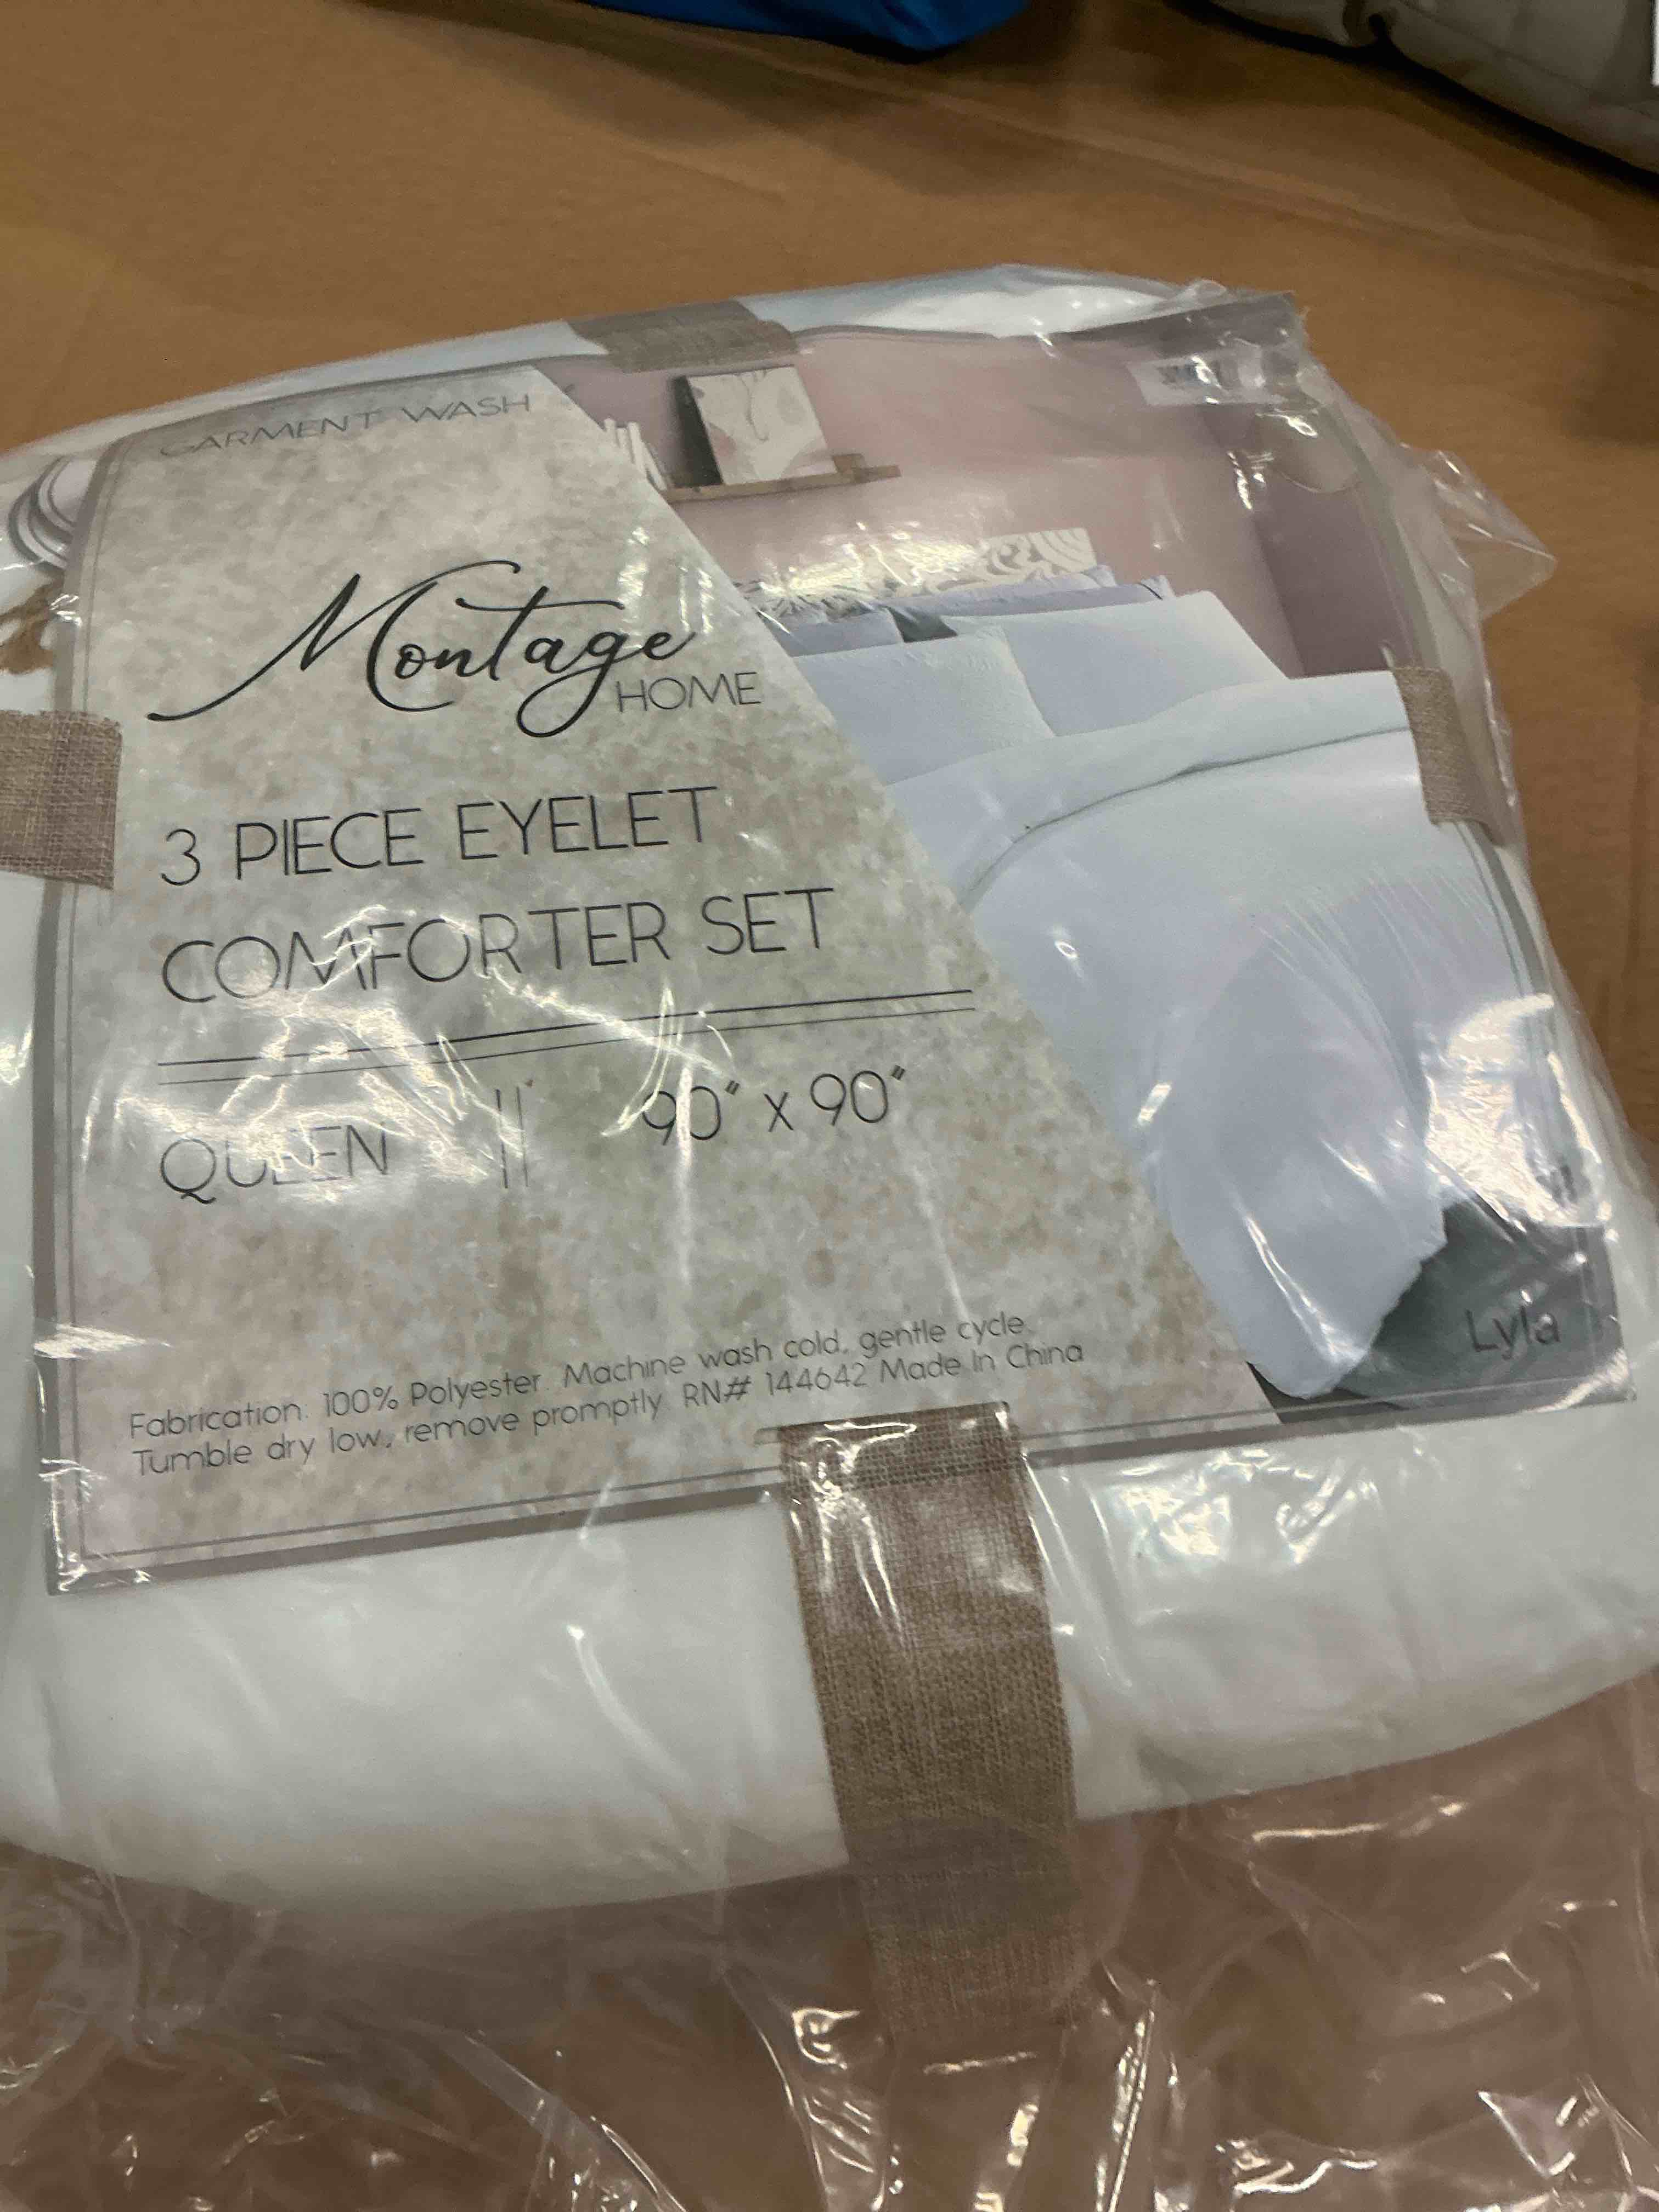 GARMENT WASH
Montage
HOME
3 PIECE EYELET
COMFORTER SET
QUEEN || 90" x 90"
Fabrication: 100% Polyester. Machine wash cold, gentle cycle.
Tumble dry low, remove promptly. RN# 144642 Made In China
Lyla